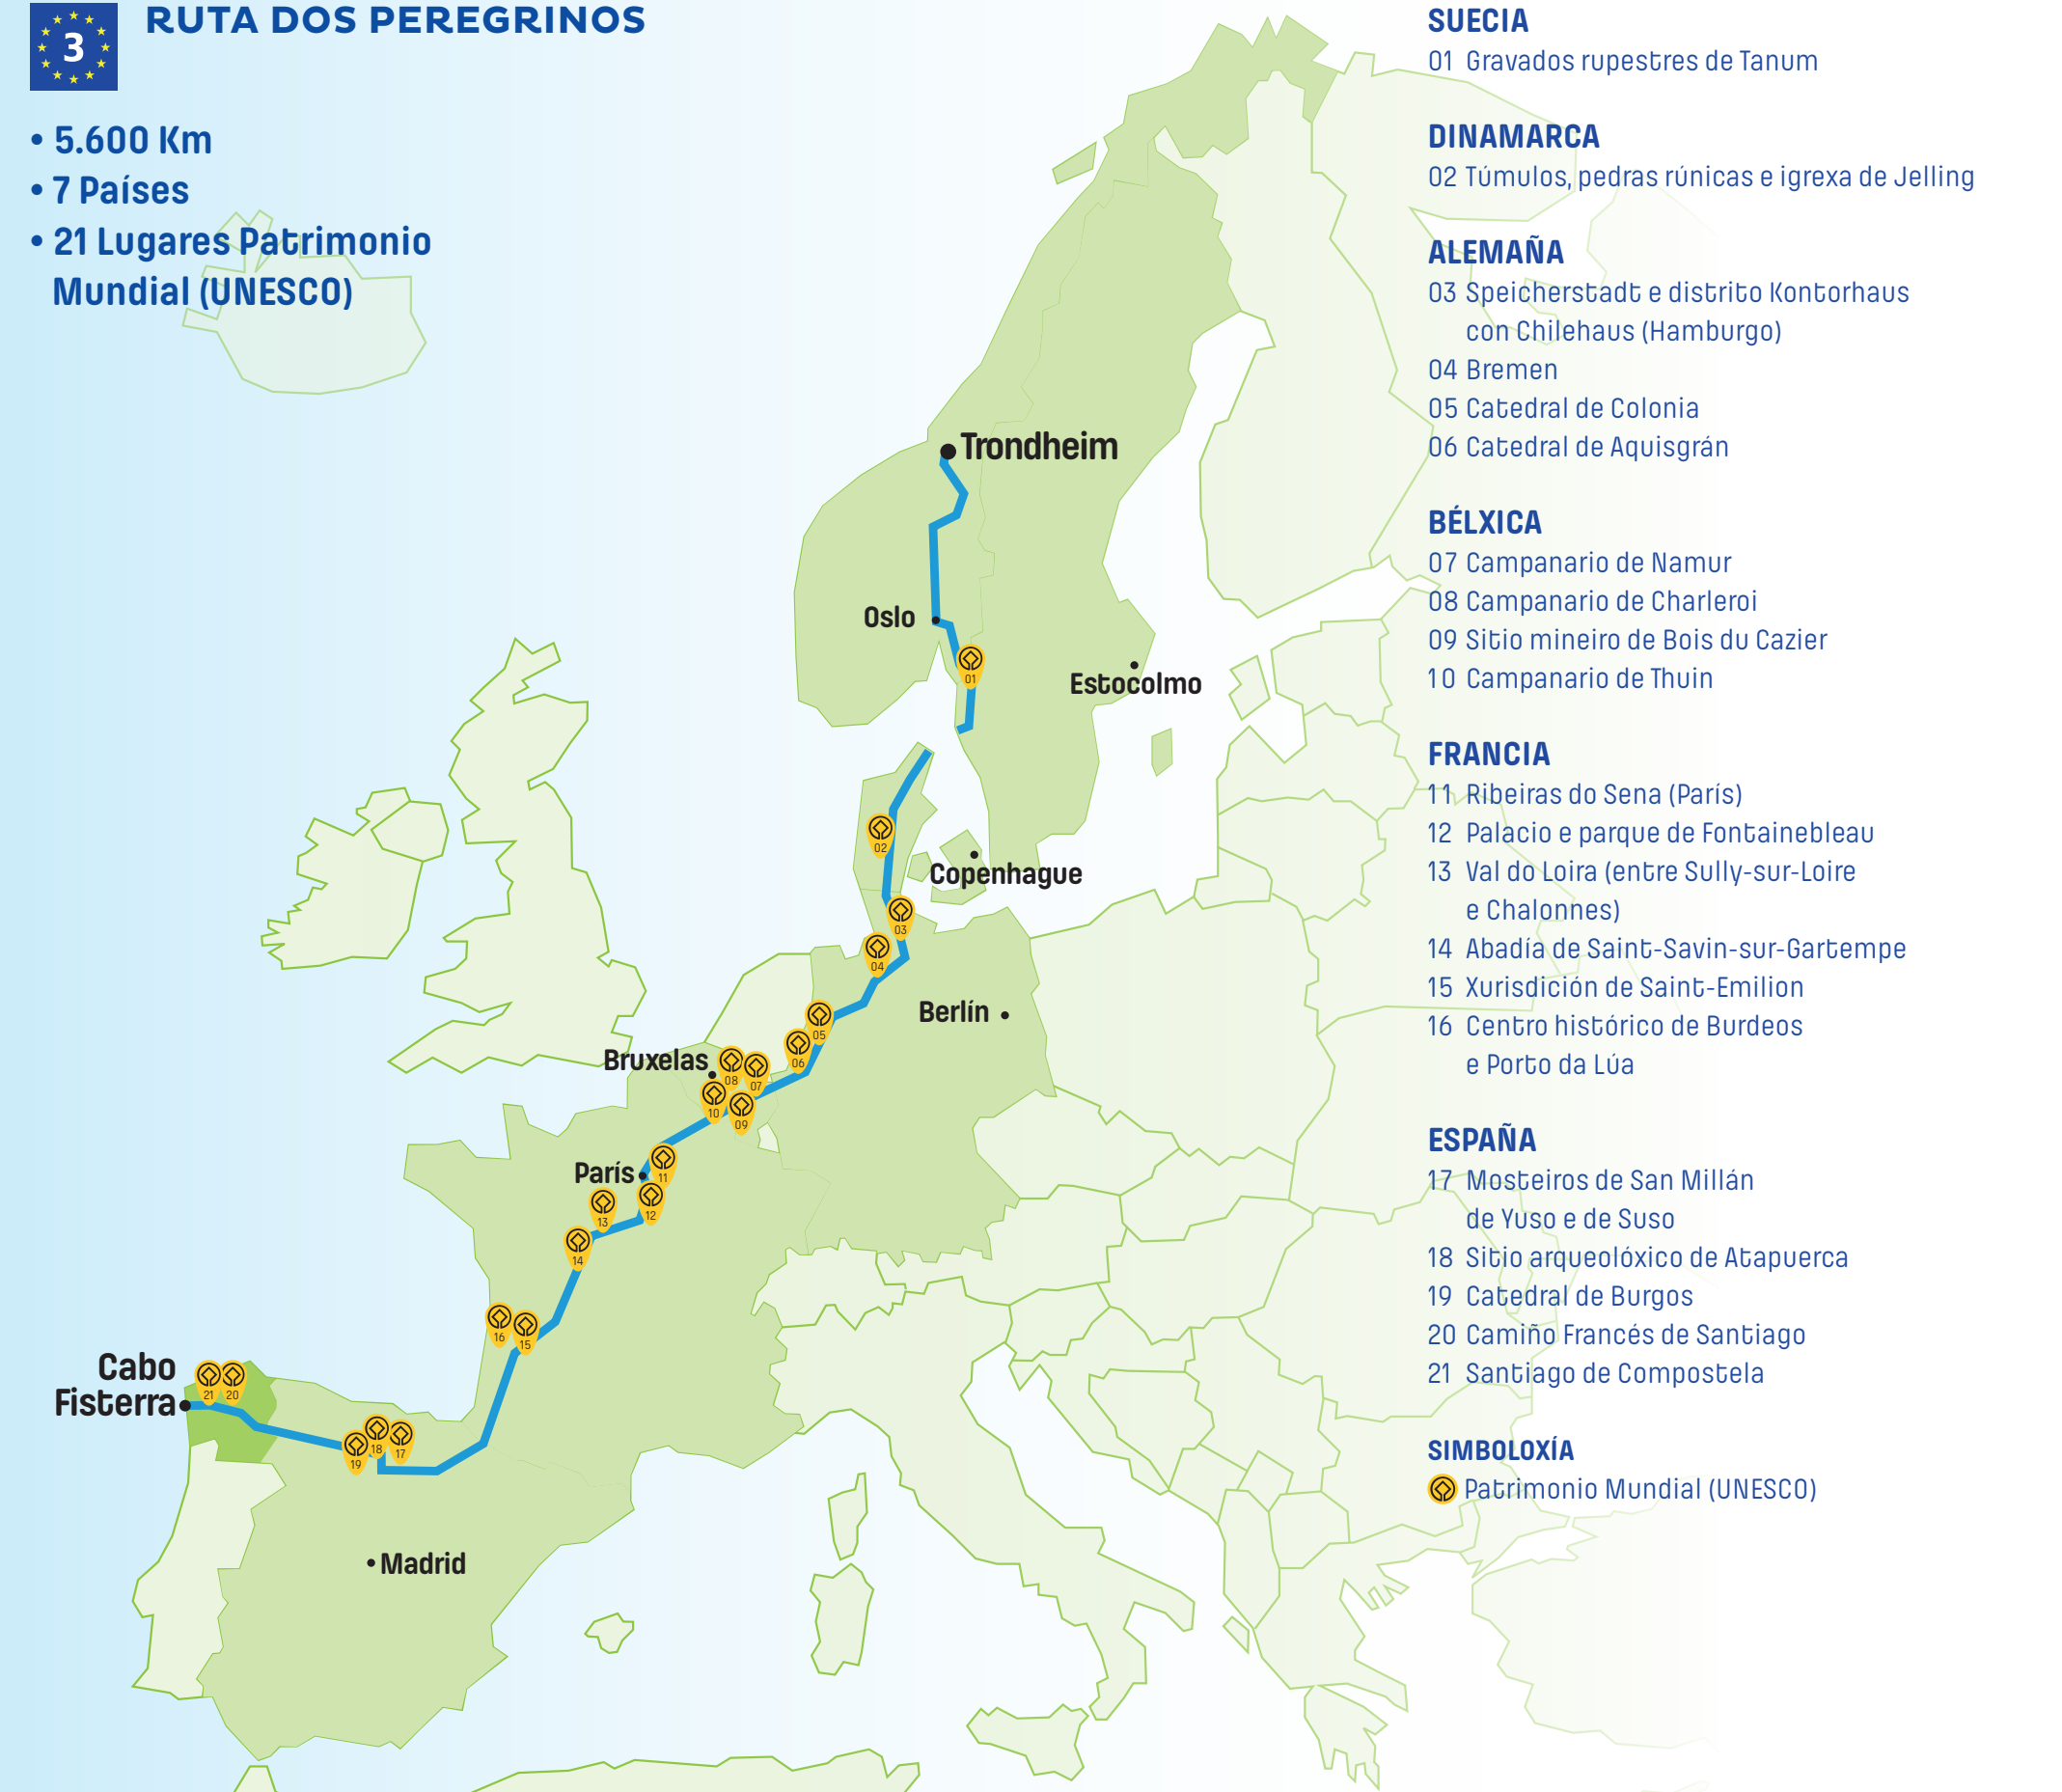 3
RUTA DOS PEREGRINOS
• 5.600 Km
• 7 Países
• 21 Lugares Patrimonio
Mundial (UNESCO)
Trondheim
Oslo
01
Estocolmo
02
Copenhague
03
04
Berlín
05
06
Bruxelas
08
07
10
09
París
11
12
13
14
16
15
Cabo
Fisterra
21
20
19
18
17
Madrid
SUECIA
01 Gravados rupestres de Tanum
DINAMARCA
02 Túmulos, pedras rúnicas e igrexa de Jelling
ALEMAÑA
03 Speicherstadt e distrito Kontorhaus
con Chilehaus (Hamburgo)
04 Bremen
05 Catedral de Colonia
06 Catedral de Aquisgrán
BÉLXICA
07 Campanario de Namur
08 Campanario de Charleroi
09 Sitio mineiro de Bois du Cazier
10 Campanario de Thuin
FRANCIA
11 Ribeiras do Sena (París)
12 Palacio e parque de Fontainebleau
13 Val do Loira (entre Sully-sur-Loire
e Chalonnes)
14 Abadía de Saint-Savin-sur-Gartempe
15 Xurisdición de Saint-Emilion
16 Centro histórico de Burdeos
e Porto da Lúa
ESPAÑA
17 Mosteiros de San Millán
de Yuso e de Suso
18 Sitio arqueolóxico de Atapuerca
19 Catedral de Burgos
20 Camiño Francés de Santiago
21 Santiago de Compostela
SIMBOLOXÍA
Patrimonio Mundial (UNESCO)